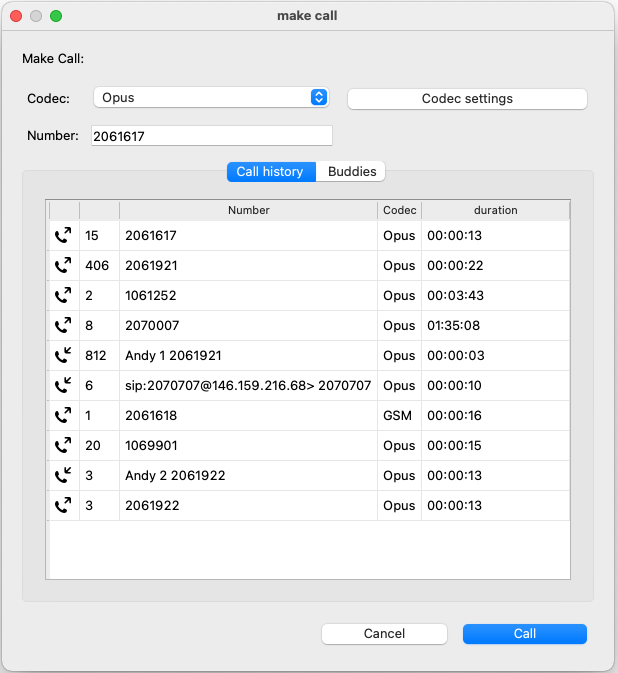 make call
Make Call:
Codec: Opus Codec settings
Number: 2061617
Call history Buddies
Number Codec duration
15 2061617 Opus 00:00:13
406 2061921 Opus 00:00:22
2 1061252 Opus 00:03:43
8 2070007 Opus 01:35:08
812 Andy 1 2061921 Opus 00:00:03
6 sip:2070707@146.159.216.68> 2070707 Opus 00:00:10
1 2061618 GSM 00:00:16
20 1069901 Opus 00:00:15
3 Andy 2 2061922 Opus 00:00:13
3 2061922 Opus 00:00:13
Cancel Call